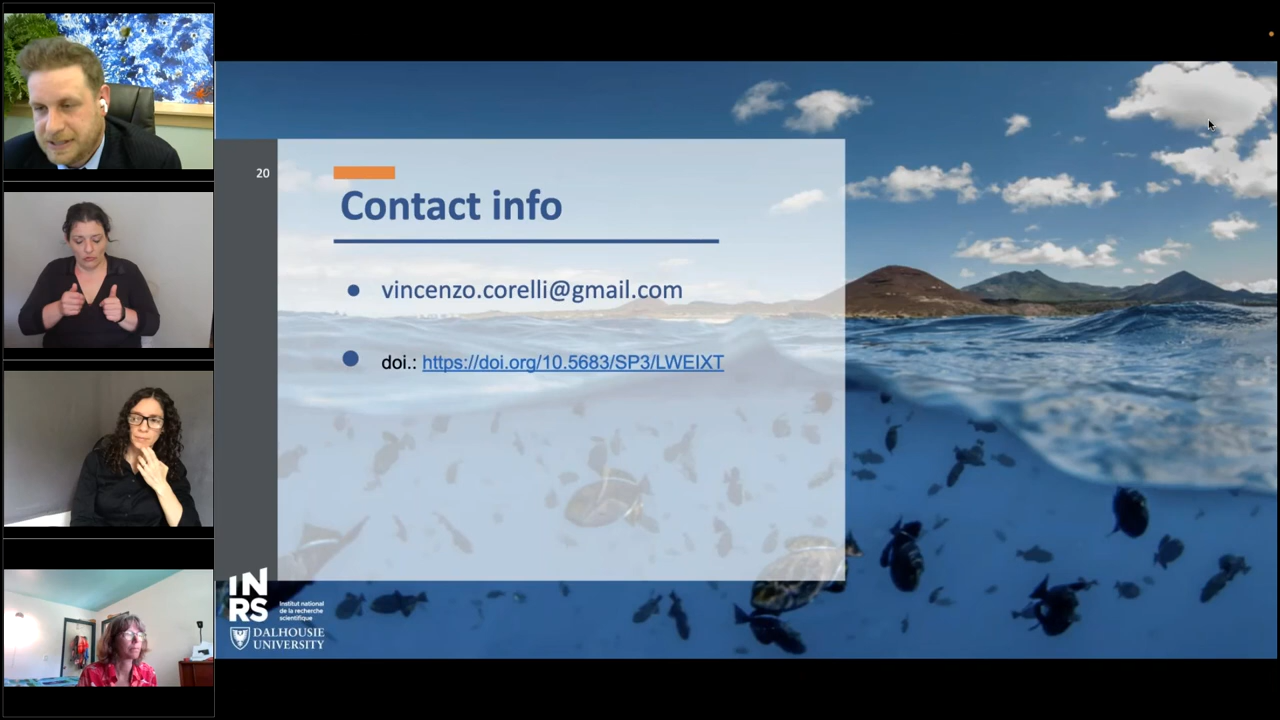 20
Contact info
vincenzo.corelli@gmail.com
doi.: https://doi.org/10.5683/SP3/LWEIXT
INRS
Institut national
de la recherche
scientifique
DALHOUSIE
UNIVERSITY